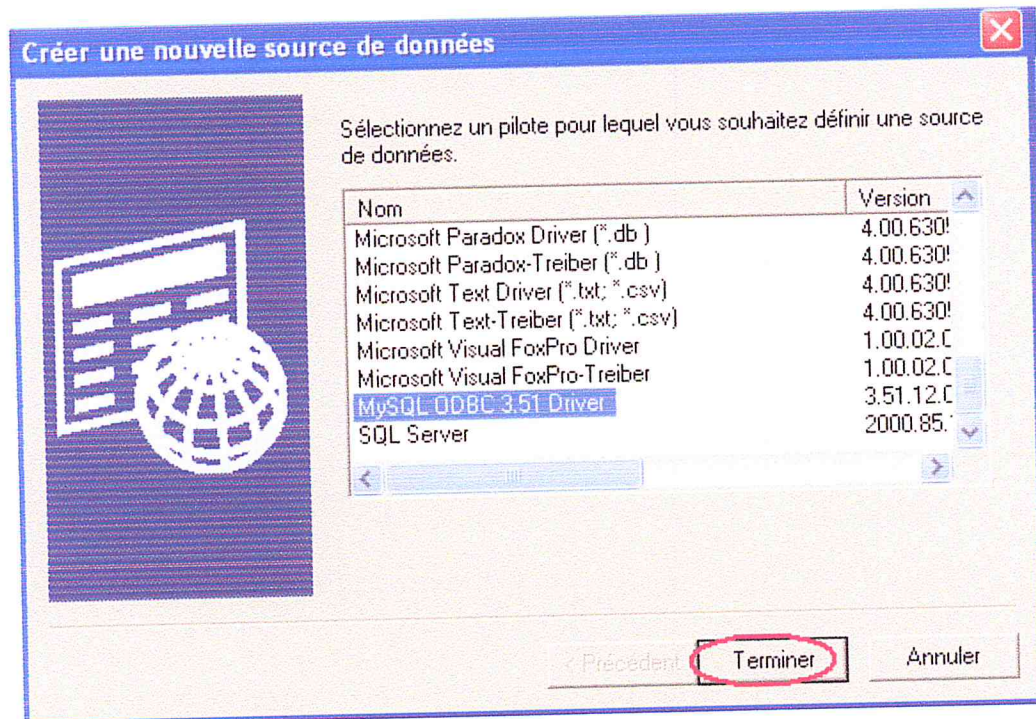 Créer une nouvelle source de données
Sélectionnez un pilote pour lequel vous souhaitez définir une source
de données.
Nom Version
Microsoft Paradox Driver (*.db ) 4.00.630
Microsoft Paradox-Treiber (*.db ) 4.00.630
Microsoft Text Driver (*.txt; *.csv) 4.00.630
Microsoft Text-Treiber (*.txt; *.csv) 4.00.630
Microsoft Visual FoxPro Driver 1.00.02.
Microsoft Visual FoxPro-Treiber 1.00.02.
MySQL ODBC 3.51 Driver 3.51.12.
SQL Server 2000.85.
< Précédent Terminer Annuler